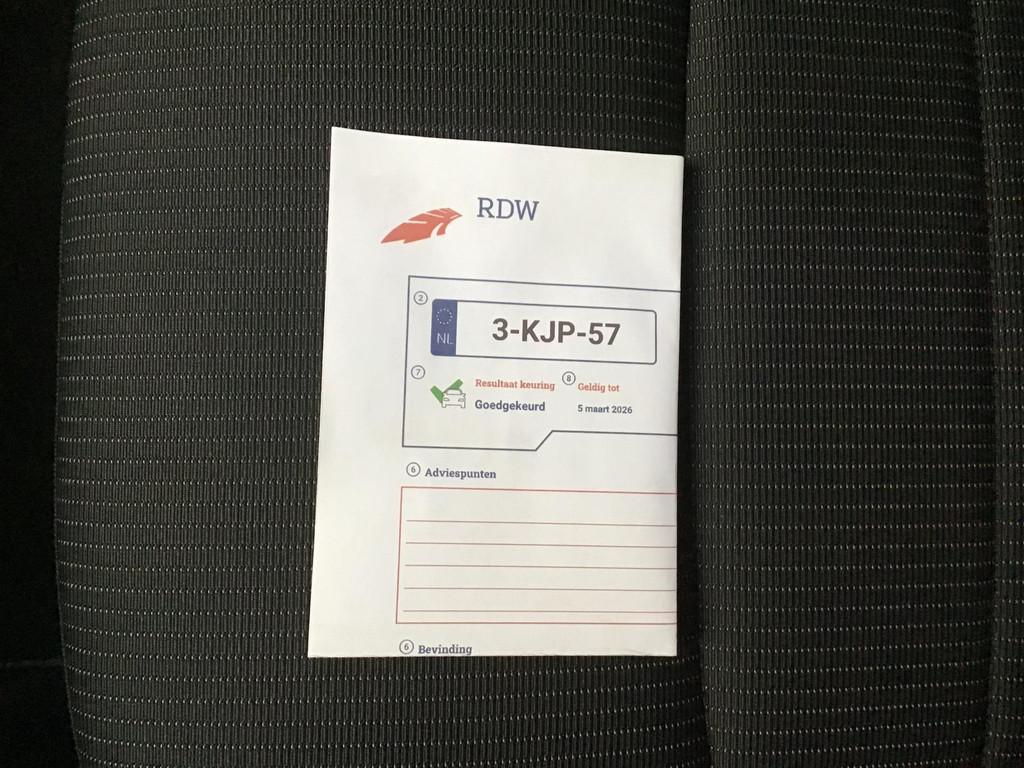 RDW
2
NL 3-KJP-57
7 Resultaat keuring 8 Geldig tot
Goedgekeurd 5 maart 2026
6 Adviespunten
6 Bevinding